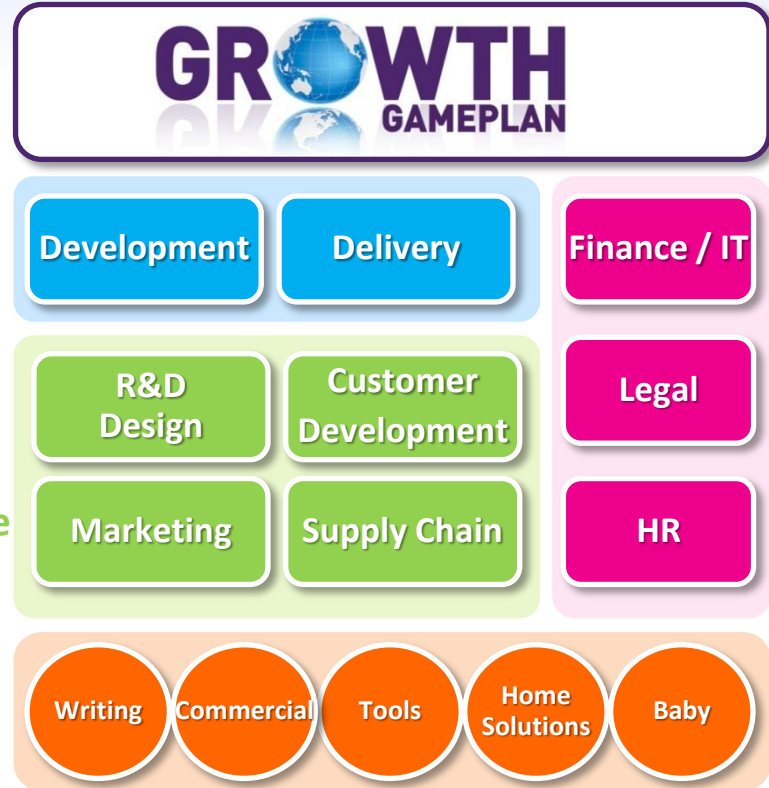 GROWTH
GAMEPLAN
Development
Delivery
Finance / IT
R&D
Design
Customer
Development
Legal
Marketing
Supply Chain
HR
Writing
Commercial
Tools
Home
Solutions
Baby